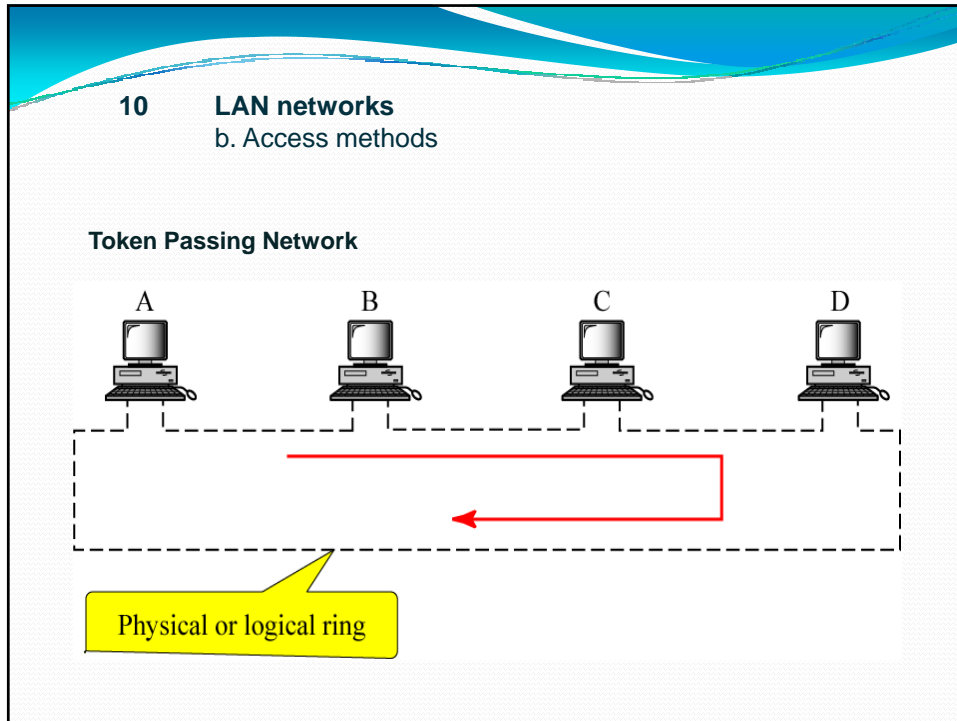 10 LAN networks
b. Access methods
Token Passing Network
A B C D
Physical or logical ring